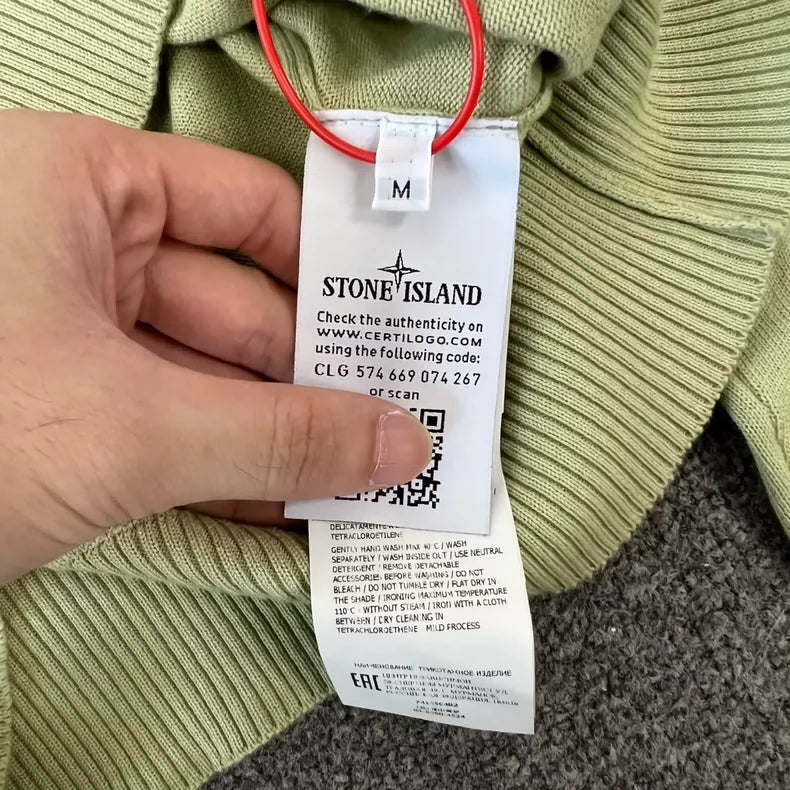 M
STONE ISLAND
Check the authenticity on
WWW.CERTILOGO.COM
using the following code:
CLG 574 669 074 267
or scan
DELICATAMENTE
TETRACLOROETILENE
GENTLY HAND WASH MAX 40°C / WASH
SEPARATELY / WASH INSIDE OUT / USE NEUTRAL
DETERGENT / REMOVE DETACHABLE
ACCESSORIES BEFORE WASHING / DO NOT
BLEACH / DO NOT TUMBLE DRY / FLAT DRY IN
THE SHADE / IRONING MAXIMUM TEMPERATURE
110°C - WITHOUT STEAM / IRON WITH A CLOTH
BETWEEN / DRY CLEANING IN
TETRACHLOROETHENE MILD PROCESS
НАИМЕНОВАНИЕ ТРИКОТАЖНОЕ ИЗДЕЛИЕ
EAC